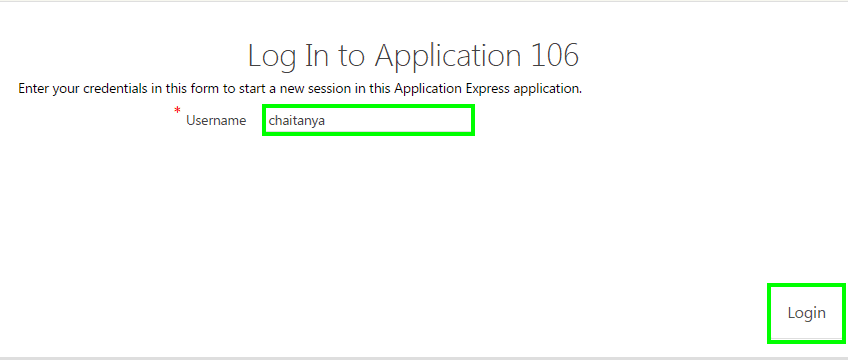 Log In to Application 106
Enter your credentials in this form to start a new session in this Application Express application.
* Username chaitanya
Login